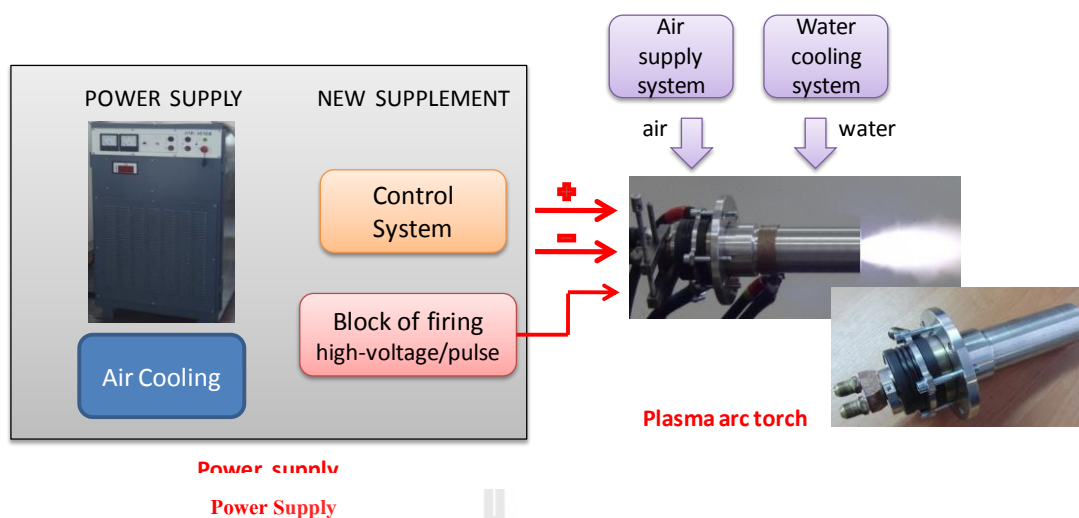 Air
supply
system
Water
cooling
system
air
water
POWER SUPPLY
NEW SUPPLEMENT
Control
System
+
-
Block of firing
high-voltage/pulse
Air Cooling
Plasma arc torch
Power supply
Power Supply